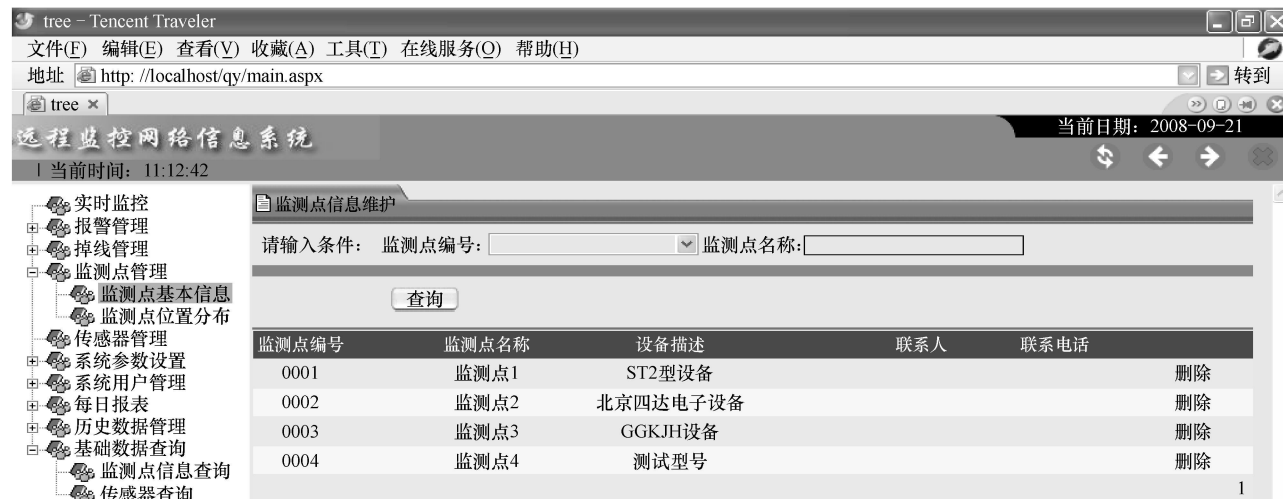 tree - Tencent Traveler
文件(F) 编辑(E) 查看(V) 收藏(A) 工具(T) 在线服务(O) 帮助(H)
地址 http: //localhost/qy/main.aspx 转到
tree ×
远程监控网络信息系统
当前日期：2008-09-21
当前时间：11:12:42
实时监控
报警管理
掉线管理
监测点管理
监测点基本信息
监测点位置分布
传感器管理
系统参数设置
系统用户管理
每日报表
历史数据管理
基础数据查询
监测点信息查询
传感器查询
监测点信息维护
请输入条件： 监测点编号: 监测点名称:
查询
监测点编号 监测点名称 设备描述 联系人 联系电话
0001 监测点1 ST2型设备 删除
0002 监测点2 北京四达电子设备 删除
0003 监测点3 GGKJH设备 删除
0004 监测点4 测试型号 删除
1